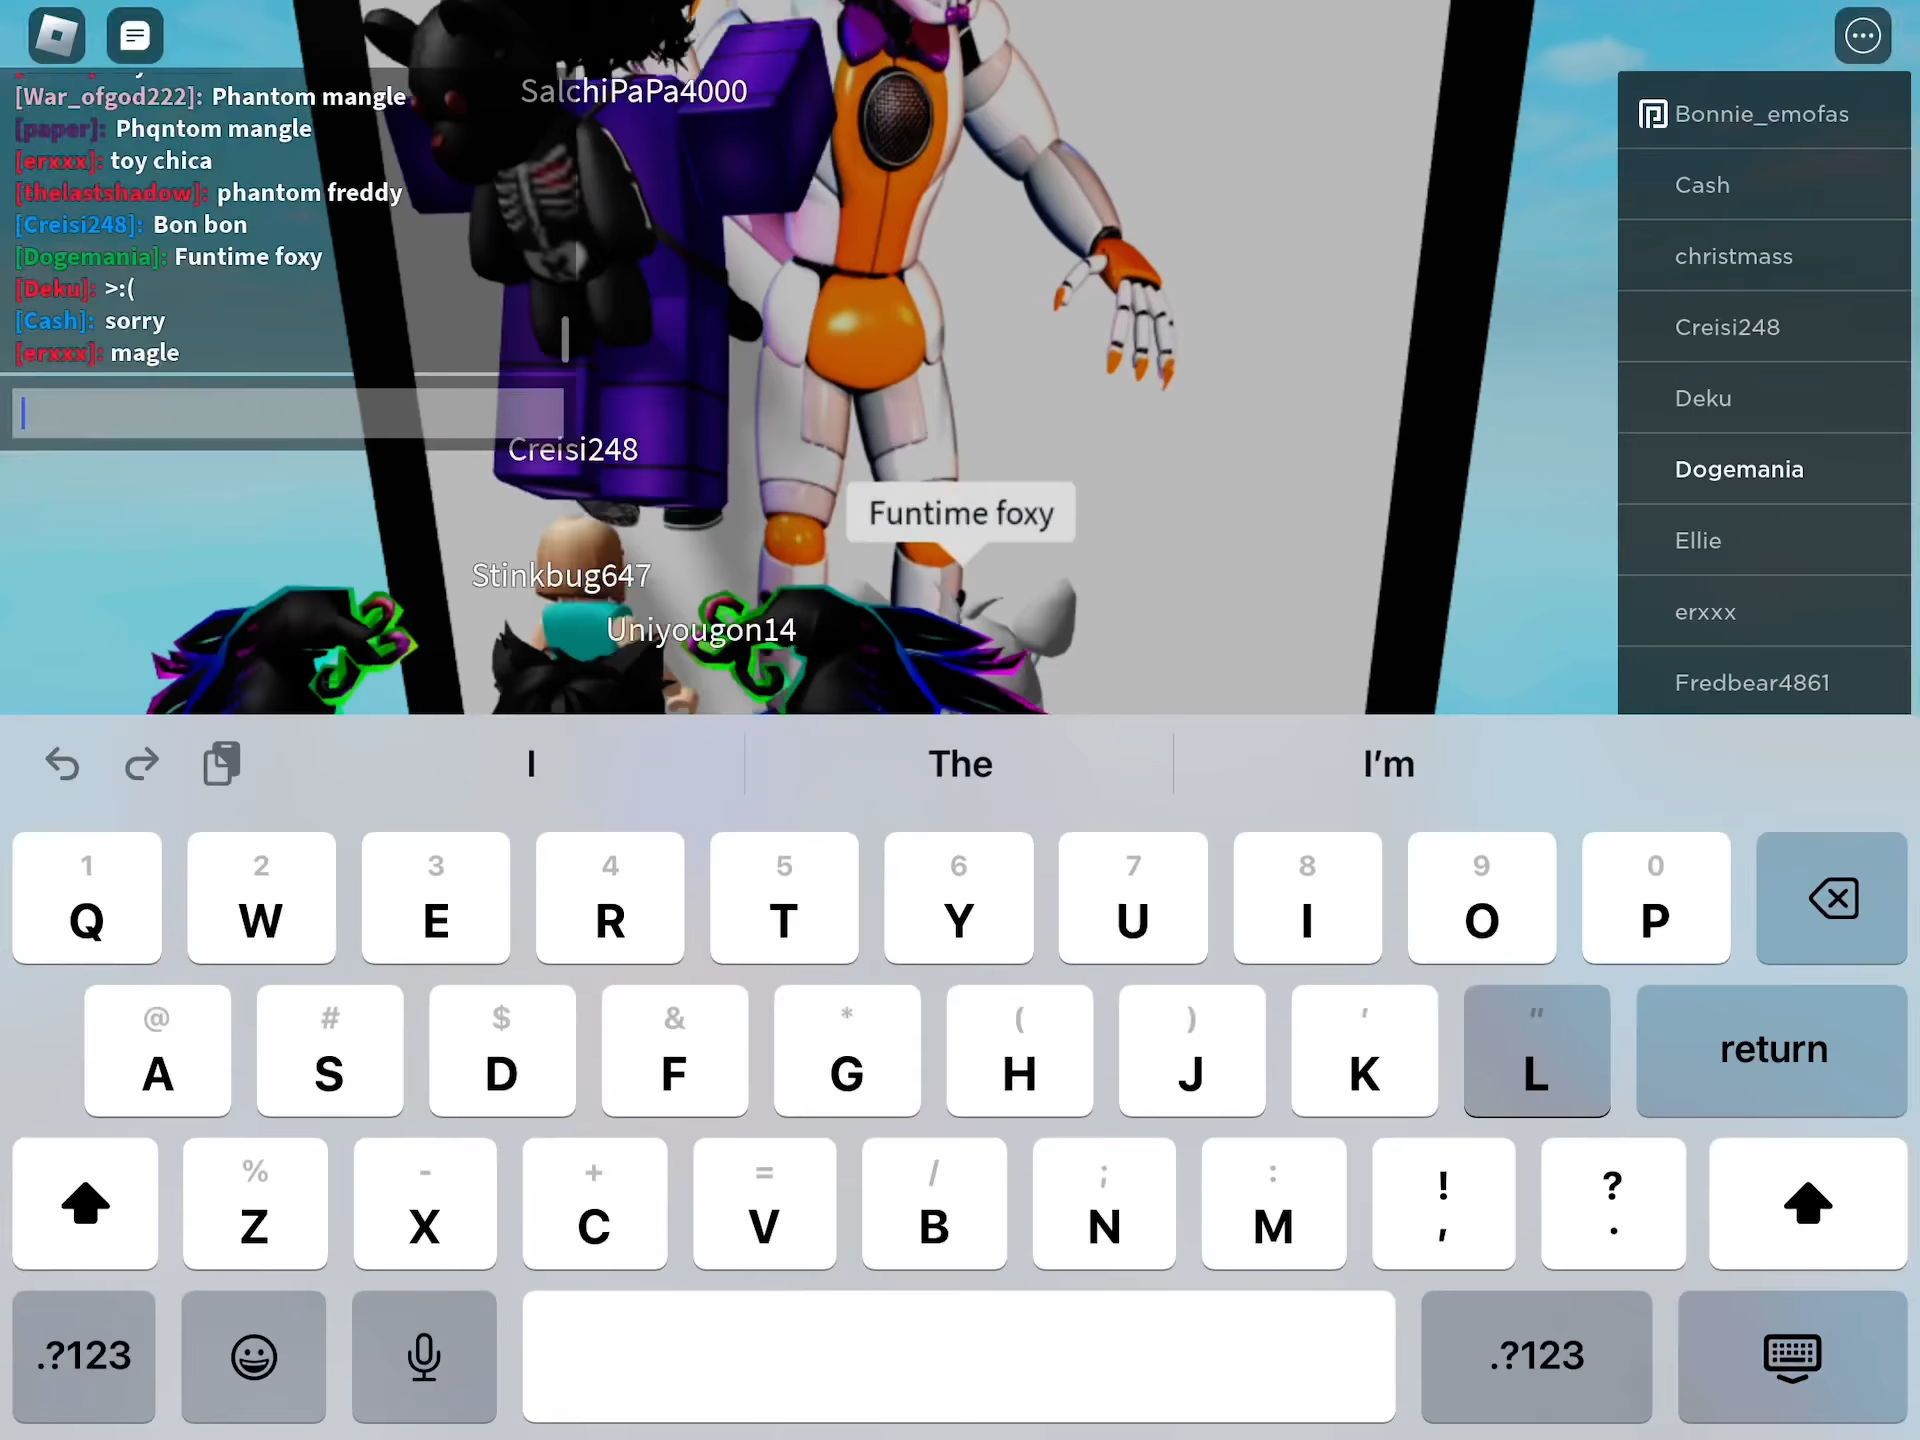 [War_ofgod222]: Phantom mangle
[paper]: Phqntom mangle
[erxxx]: toy chica
[thelastshadow]: phantom freddy
[Creisi248]: Bon bon
[Dogemania]: Funtime foxy
[Deku]: >:(
[Cash]: sorry
[erxxx]: magle
SalchiPaPa4000
Creisi248
Funtime foxy
Stinkbug647
Uniyougon14
Bonnie_emofas
Cash
christmass
Creisi248
Deku
Dogemania
Ellie
erxxx
Fredbear4861
I The I'm
1 2 3 4 5 6 7 8 9 0
Q W E R T Y U I O P
@ # $ & * ( ) ' "
A S D F G H J K L return
% - + = / ; : ! ?
Z X C V B N M , .
.?123 .?123